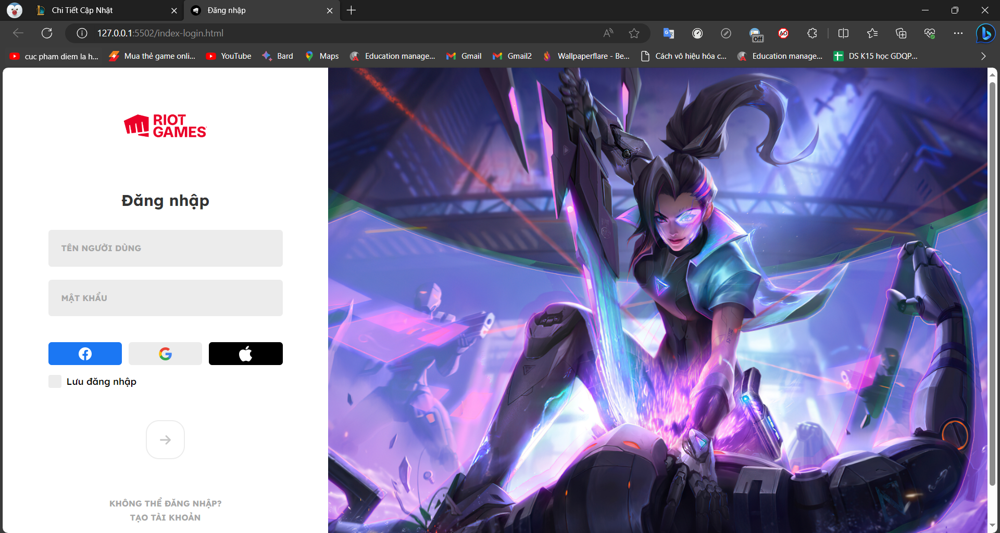 Chi Tiết Cập Nhật
Đăng nhập
127.0.0.1:5502/index-login.html
Off
AD
cuc pham diem la h...
Mua thẻ game onli...
YouTube
Bard
Maps
Education manage...
Gmail
Gmail2
Wallpaperflare - Be...
Cách vô hiệu hóa c...
Education manage...
DS K15 học GDQP...
RIOT
GAMES
Đăng nhập
TÊN NGƯỜI DÙNG
MẬT KHẨU
Lưu đăng nhập
KHÔNG THỂ ĐĂNG NHẬP?
TẠO TÀI KHOẢN